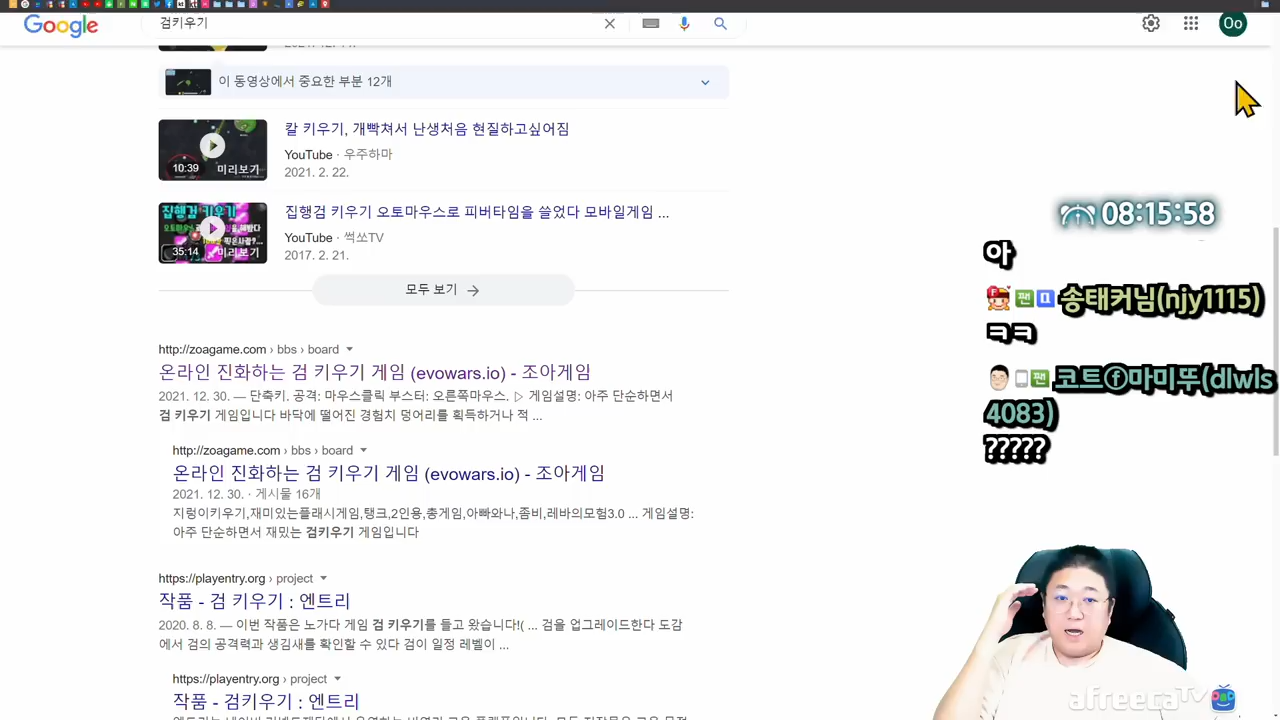 Google
검키우기
Oo
이 동영상에서 중요한 부분 12개
칼 키우기, 개빡쳐서 난생처음 현질하고싶어짐
10:39
미리보기
YouTube · 우주하마
2021. 2. 22.
집행검 키우기 오토마우스로 피버타임을 쓸었다 모바일게임 ...
집행검 키우기
35:14
미리보기
YouTube · 썩쏘TV
2017. 2. 21.
모두 보기
http://zoagame.com › bbs › board
온라인 진화하는 검 키우기 게임 (evowars.io) - 조아게임
2021. 12. 30. — 단축키. 공격: 마우스클릭 부스터: 오른쪽마우스. ▷ 게임설명: 아주 단순하면서
검 키우기 게임입니다 바닥에 떨어진 경험치 덩어리를 획득하거나 적 ...
http://zoagame.com › bbs › board
온라인 진화하는 검 키우기 게임 (evowars.io) - 조아게임
2021. 12. 30. · 게시물 16개
지렁이키우기,재미있는플래시게임,탱크,2인용,총게임,아빠와나,좀비,레바의모험3.0 ... 게임설명:
아주 단순하면서 재밌는 검키우기 게임입니다
https://playentry.org › project
작품 - 검 키우기 : 엔트리
2020. 8. 8. — 이번 작품은 노가다 게임 검 키우기를 들고 왔습니다!( ... 검을 업그레이드한다 도감
에서 검의 공격력과 생김새를 확인할 수 있다 검이 일정 레벨이 ...
https://playentry.org › project
작품 - 검키우기 : 엔트리
08:15:58
아
짠 송태커님(njy1115)
ㅋㅋ
짠 코트ⓕ마미뚜(dlwls
4083)
?????
afreecaTV